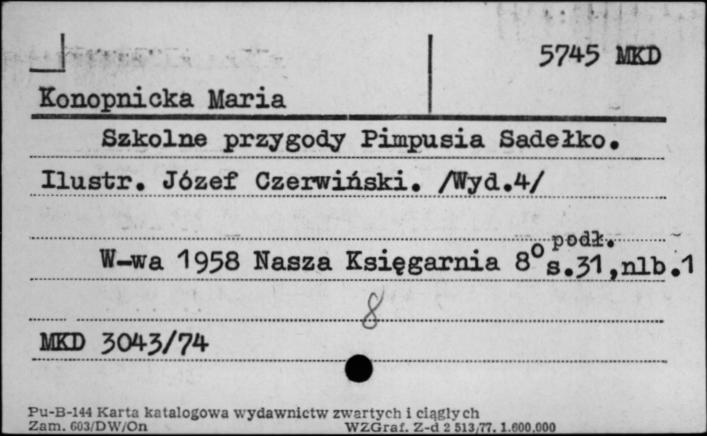 5745 MKD
Konopnicka Maria
Szkolne przygody Pimpusia Sadełko.
Ilustr. Józef Czerwiński. /Wyd.4/
W-wa 1958 Nasza Księgarnia 8° podł. s.31,nlb.1
8
MKD 3043/74
Pu-B-144 Karta katalogowa wydawnictw zwartych i ciągłych
Zam. 603/DW/On WZGraf. Z-d 2 513/77. 1.600.000